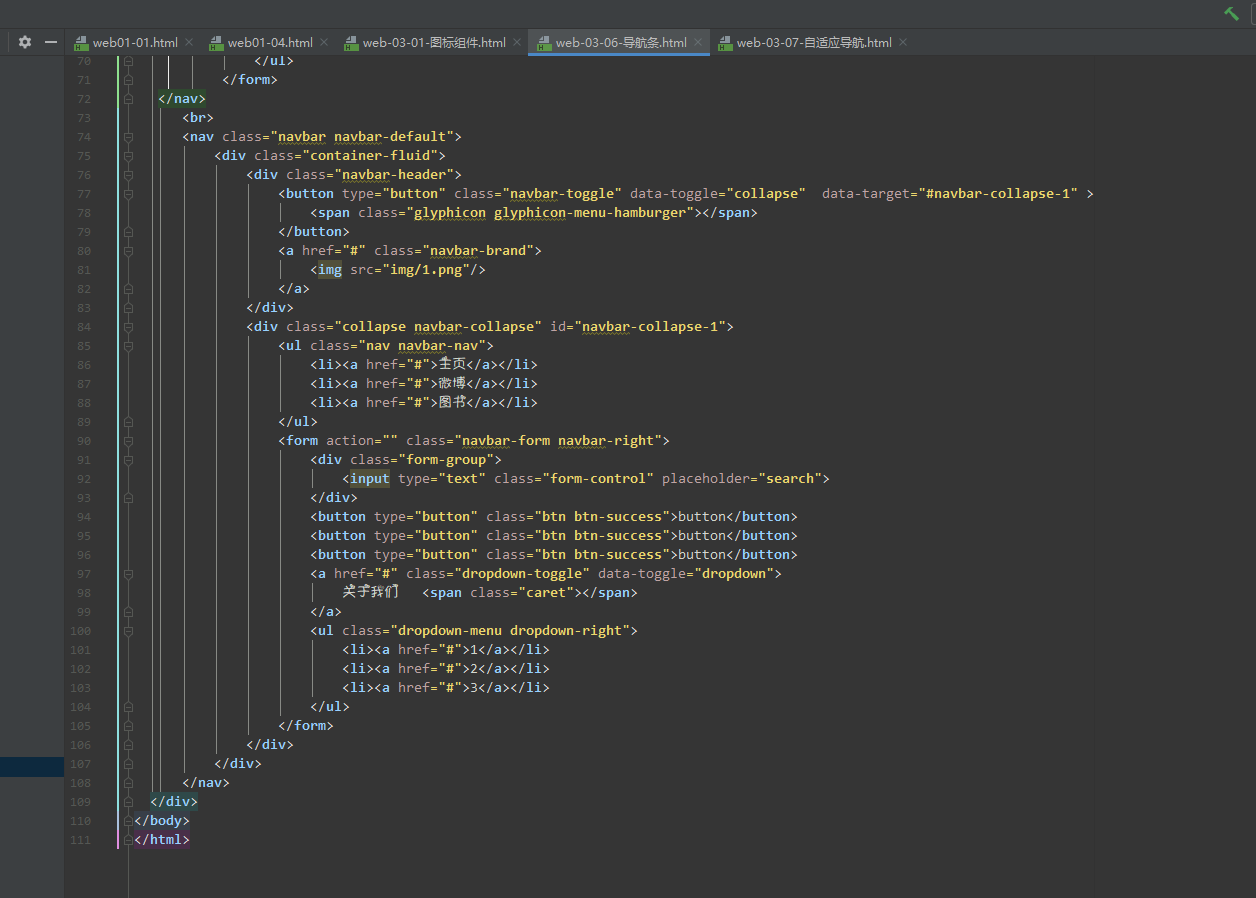 web01-01.html web01-04.html web-03-01-图标组件.html web-03-06-导航条.html web-03-07-自适应导航.html
70 </ul>
71 </form>
72 </nav>
73 <br>
74 <nav class="navbar navbar-default">
75 <div class="container-fluid">
76 <div class="navbar-header">
77 <button type="button" class="navbar-toggle" data-toggle="collapse"  data-target="#navbar-collapse-1" >
78 <span class="glyphicon glyphicon-menu-hamburger"></span>
79 </button>
80 <a href="#" class="navbar-brand">
81 <img src="img/1.png"/>
82 </a>
83 </div>
84 <div class="collapse navbar-collapse" id="navbar-collapse-1">
85 <ul class="nav navbar-nav">
86 <li><a href="#">主页</a></li>
87 <li><a href="#">微博</a></li>
88 <li><a href="#">图书</a></li>
89 </ul>
90 <form action="" class="navbar-form navbar-right">
91 <div class="form-group">
92 <input type="text" class="form-control" placeholder="search">
93 </div>
94 <button type="button" class="btn btn-success">button</button>
95 <button type="button" class="btn btn-success">button</button>
96 <button type="button" class="btn btn-success">button</button>
97 <a href="#" class="dropdown-toggle" data-toggle="dropdown">
98 关于我们 <span class="caret"></span>
99 </a>
100 <ul class="dropdown-menu dropdown-right">
101 <li><a href="#">1</a></li>
102 <li><a href="#">2</a></li>
103 <li><a href="#">3</a></li>
104 </ul>
105 </form>
106 </div>
107 </div>
108 </nav>
109 </div>
110 </body>
111 </html>